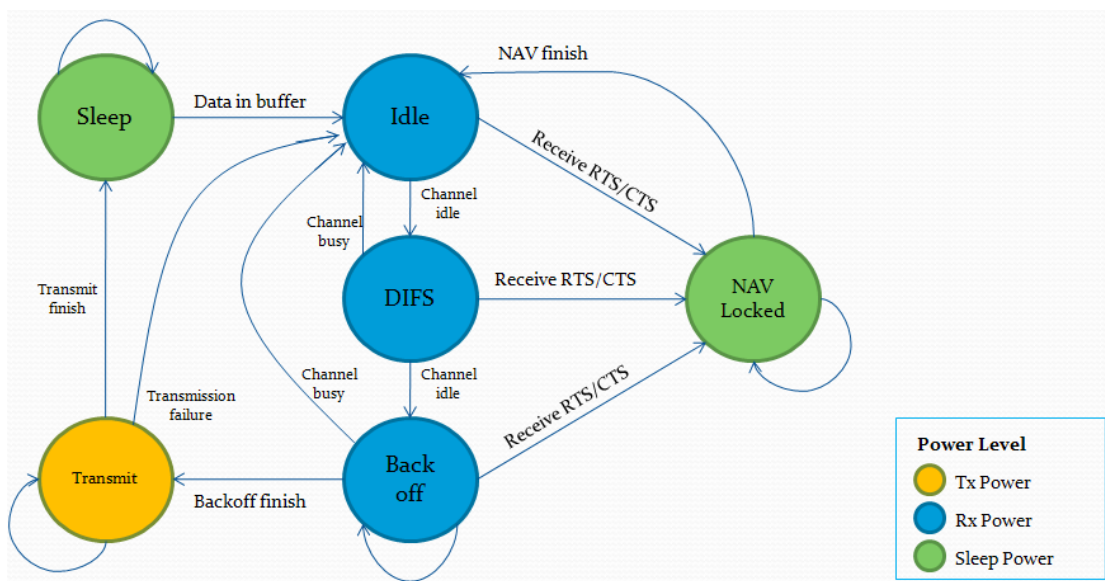 NAV finish
Sleep
Data in buffer
Idle
Receive RTS/CTS
Channel
idle
Channel
busy
DIFS
Receive RTS/CTS
NAV
Locked
Transmit
finish
Channel
idle
Channel
busy
Transmission
failure
Receive RTS/CTS
Transmit
Backoff finish
Back
off
Power Level
Tx Power
Rx Power
Sleep Power